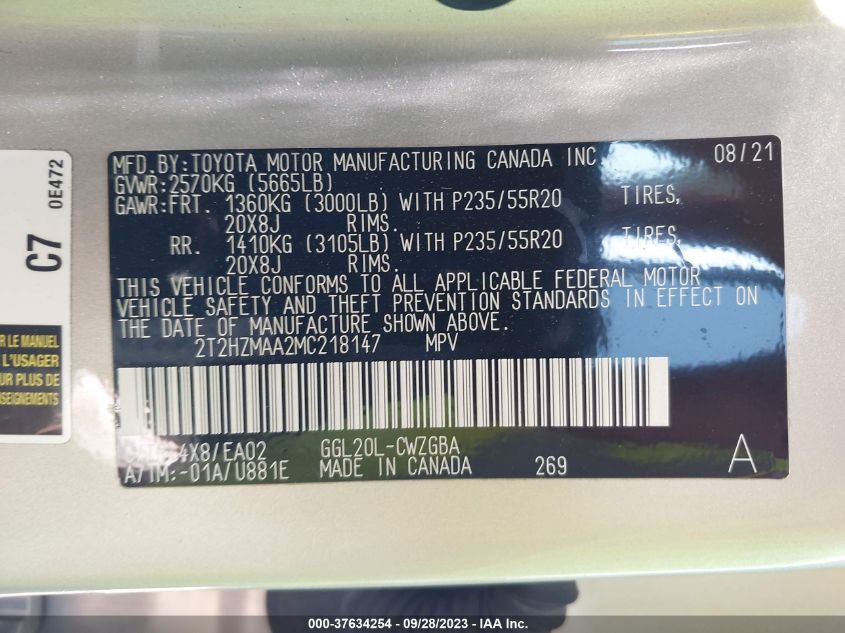 MFD.BY:TOYOTA MOTOR MANUFACTURING CANADA INC 08/21
GVWR:2570KG (5665LB)
GAWR:FRT. 1360KG (3000LB) WITH P235/55R20 TIRES,
20X8J RIMS.
RR. 1410KG (3105LB) WITH P235/55R20 TIRES,
20X8J RIMS.
THIS VEHICLE CONFORMS TO ALL APPLICABLE FEDERAL MOTOR
VEHICLE SAFETY AND THEFT PREVENTION STANDARDS IN EFFECT ON
THE DATE OF MANUFACTURE SHOWN ABOVE.
2T2HZMAA2MC218147 MPV
4X8/EA02 GGL20L-CWZGBA
A/TM:-01A/U881E MADE IN CANADA 269 A
C7 0E472
R LE MANUEL
L'USAGER
UR PLUS DE
SEIGNEMENTS
000-37634254 / 09/28/2023 / IAA Inc.